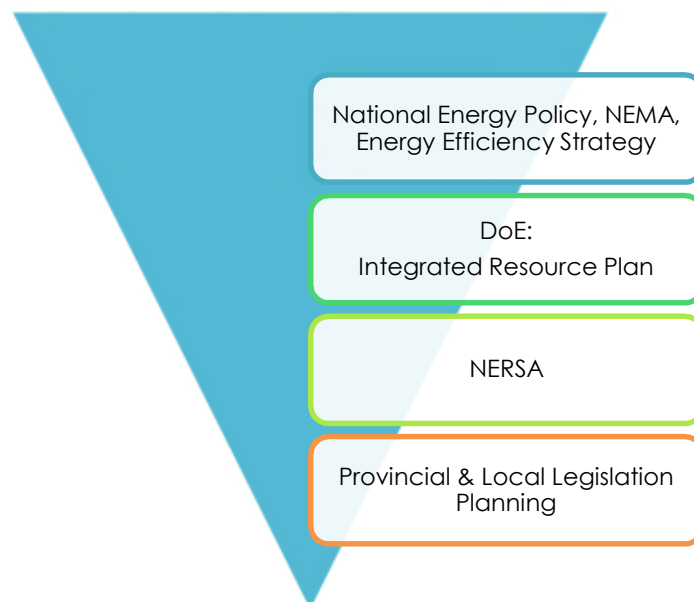 National Energy Policy, NEMA,
Energy Efficiency Strategy
DoE:
Integrated Resource Plan
NERSA
Provincial & Local Legislation
Planning